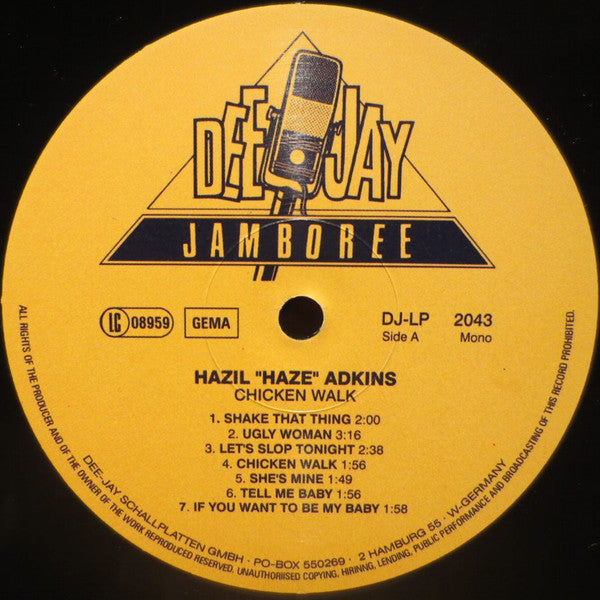 DEE JAY
JAMBOREE
LC 08959 GEMA
DJ-LP 2043
Side A Mono
HAZIL "HAZE" ADKINS
CHICKEN WALK
1. SHAKE THAT THING 2:00
2. UGLY WOMAN 3:16
3. LET'S SLOP TONIGHT 2:38
4. CHICKEN WALK 1:56
5. SHE'S MINE 1:49
6. TELL ME BABY 1:56
7. IF YOU WANT TO BE MY BABY 1:58
DEE-JAY SCHALLPLATTEN GMBH · PO-BOX 550269 · 2 HAMBURG 55 · W-GERMANY
ALL RIGHTS OF THE PRODUCER AND OF THE OWNER OF THE WORK REPRODUCED RESERVED. UNAUTHORIISED COPYING, HIRINNG, LENDING, PUBLIC PERFORMANCE AND BROADCASTING OF THIS RECORD PROHIBITED.